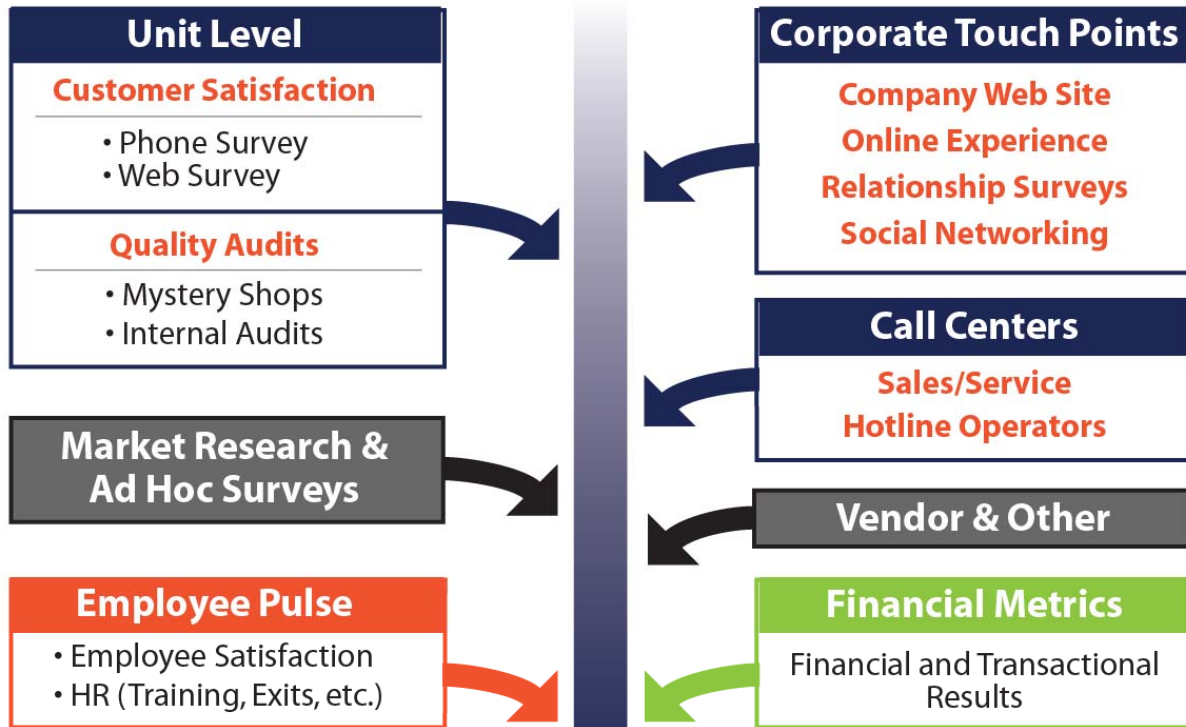 Unit Level
Customer Satisfaction
• Phone Survey
• Web Survey
Quality Audits
• Mystery Shops
• Internal Audits
Market Research &
Ad Hoc Surveys
Employee Pulse
• Employee Satisfaction
• HR (Training, Exits, etc.)
Corporate Touch Points
Company Web Site
Online Experience
Relationship Surveys
Social Networking
Call Centers
Sales/Service
Hotline Operators
Vendor & Other
Financial Metrics
Financial and Transactional
Results